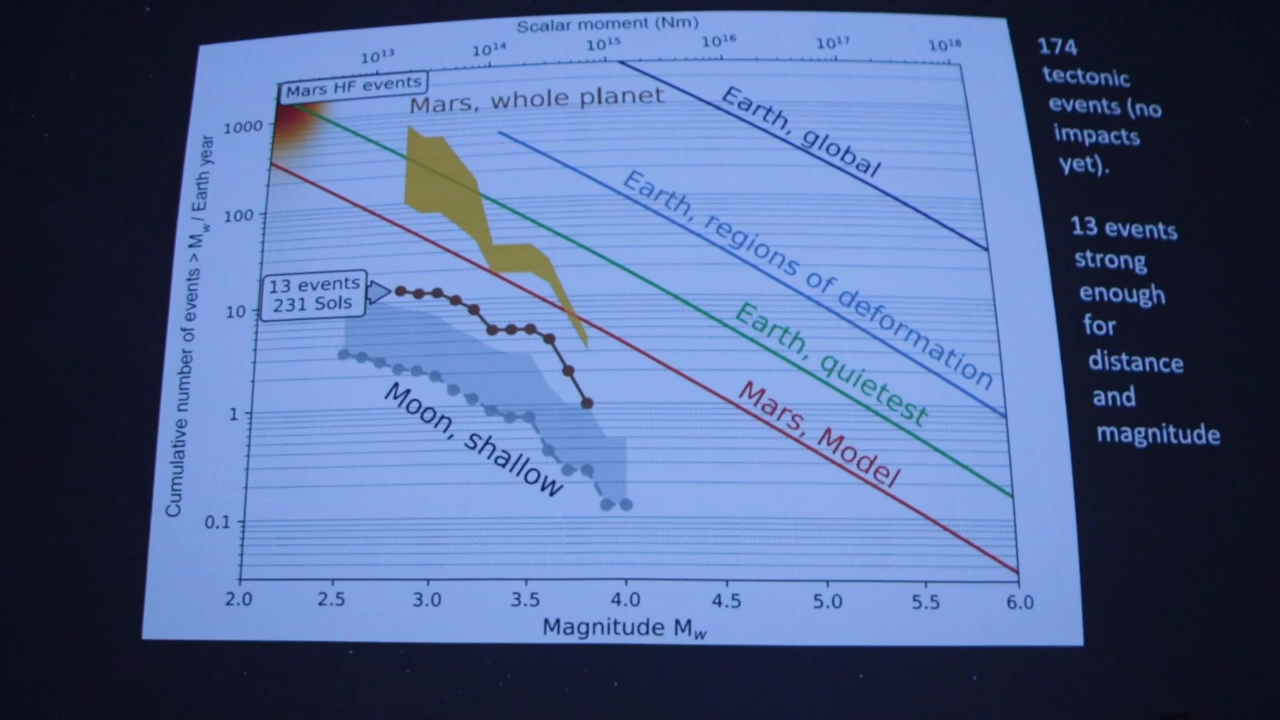 Scalar moment (Nm)
10¹³ 10¹⁴ 10¹⁵ 10¹⁶ 10¹⁷ 10¹⁸
Mars HF events
Mars, whole planet
Earth, global
Earth, regions of deformation
Earth, quietest
Mars, Model
13 events
231 Sols
Moon, shallow
Cumulative number of events > Mw / Earth year
1000
100
10
1
0.1
2.0 2.5 3.0 3.5 4.0 4.5 5.0 5.5 6.0
Magnitude Mw
174
tectonic
events (no
impacts
yet).
13 events
strong
enough
for
distance
and
magnitude